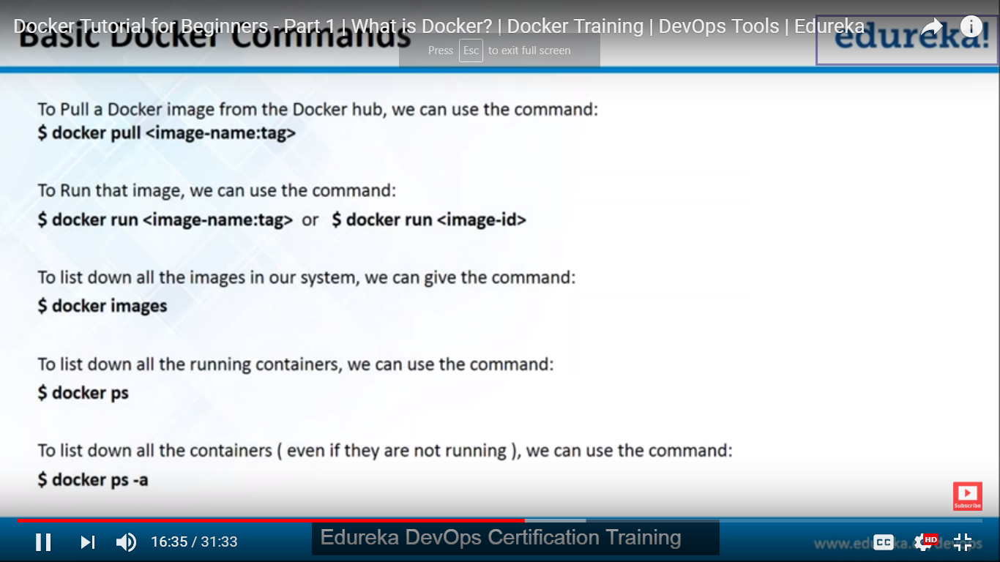 Docker Tutorial for Beginners - Part 1 | What is Docker? | Docker Training | DevOps Tools | Edureka
Basic Docker Commands
edureka!
Press Esc to exit full screen
To Pull a Docker image from the Docker hub, we can use the command:
$ docker pull <image-name:tag>
To Run that image, we can use the command:
$ docker run <image-name:tag> or $ docker run <image-id>
To list down all the images in our system, we can give the command:
$ docker images
To list down all the running containers, we can use the command:
$ docker ps
To list down all the containers ( even if they are not running ), we can use the command:
$ docker ps -a
Subscribe
16:35 / 31:33
Edureka DevOps Certification Training
CC
HD